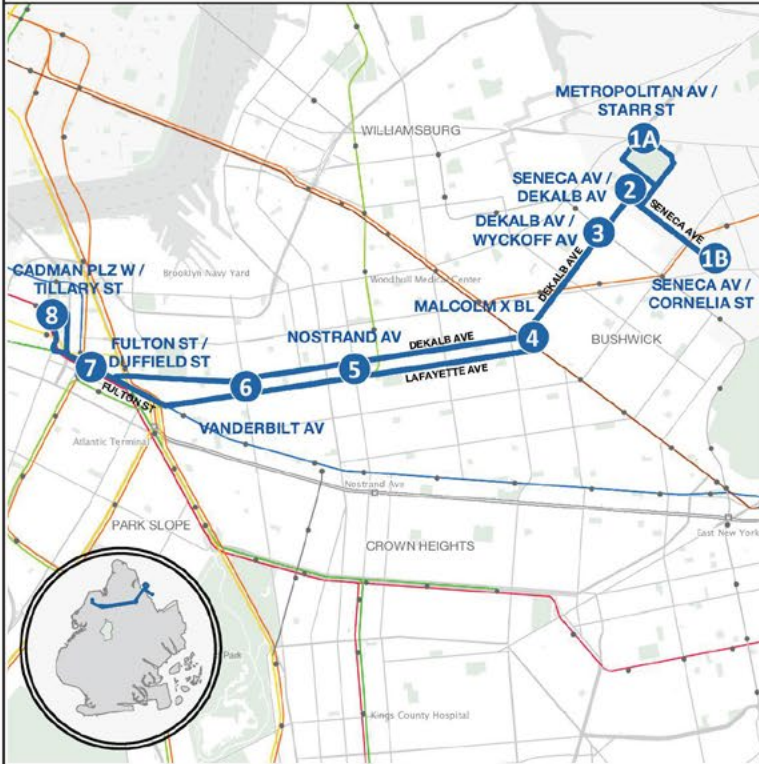 METROPOLITAN AV /
STARR ST
WILLIAMSBURG
1A
SENECA AV /
DEKALB AV
2
SENECA AVE
DEKALB AV /
WYCKOFF AV
3
1B
SENECA AV /
CORNELIA ST
CADMAN PLZ W /
TILLARY ST
Brooklyn Navy Yard
Woodhull Medical Center
DEKALB AVE
MALCOLM X BL
8
FULTON ST /
DUFFIELD ST
NOSTRAND AV
DEKALB AVE
4
BUSHWICK
7
5
LAFAYETTE AVE
6
FULTON ST
VANDERBILT AV
Atlantic Terminal
Nostrand Ave
PARK SLOPE
East New York
CROWN HEIGHTS
Park
Kings County Hospital